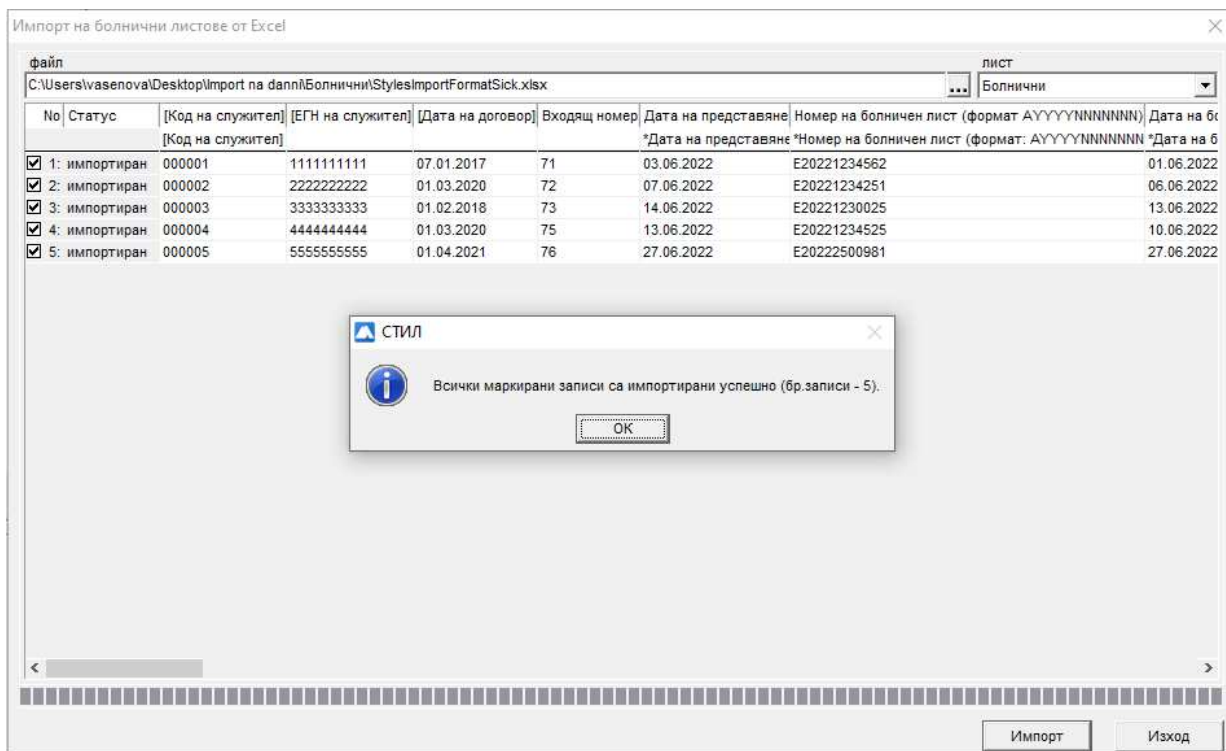 Импорт на болнични листове от Excel
файл лист
C:\Users\vasenova\Desktop\Import na danni\Болнични\StylesImportFormatSick.xlsx ... Болнични
No Статус [Код на служител] [ЕГН на служител] [Дата на договор] Входящ номер Дата на представяне Номер на болничен лист (формат AYYYYNNNNNNN) Дата на бо
[Код на служител] *Дата на представяне *Номер на болничен лист (формат: AYYYYNNNNNNN *Дата на б
1: импортиран 000001 1111111111 07.01.2017 71 03.06.2022 E20221234562 01.06.2022
2: импортиран 000002 2222222222 01.03.2020 72 07.06.2022 E20221234251 06.06.2022
3: импортиран 000003 3333333333 01.02.2018 73 14.06.2022 E20221230025 13.06.2022
4: импортиран 000004 4444444444 01.03.2020 75 13.06.2022 E20221234525 10.06.2022
5: импортиран 000005 5555555555 01.04.2021 76 27.06.2022 E20222500981 27.06.2022
СТИЛ
Всички маркирани записи са импортирани успешно (бр.записи - 5).
OK
Импорт Изход